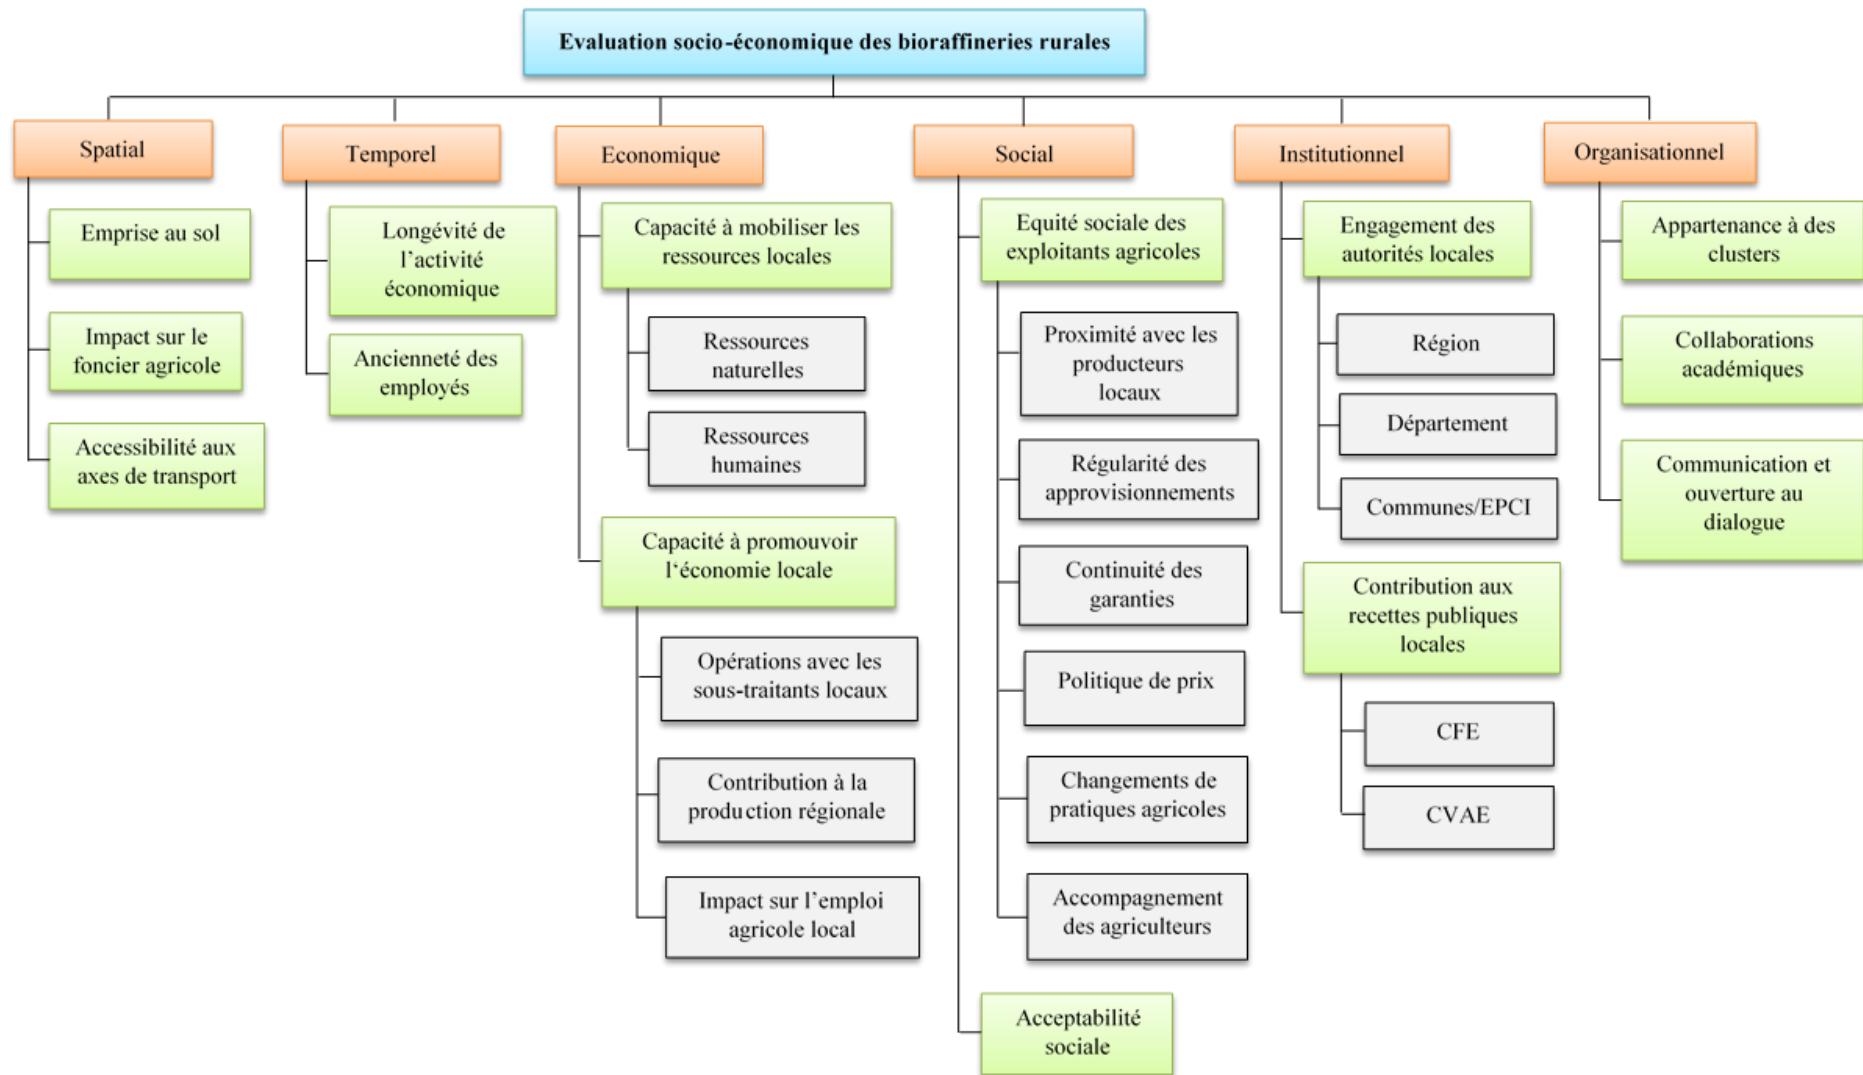 Evaluation socio-économique des bioraffineries rurales
Spatial
Emprise au sol
Impact sur le
foncier agricole
Accessibilité aux
axes de transport
Temporel
Longévité de
l’activité
économique
Ancienneté des
employés
Economique
Capacité à mobiliser les
ressources locales
Ressources
naturelles
Ressources
humaines
Capacité à promouvoir
l‘économie locale
Opérations avec les
sous-traitants locaux
Contribution à la
production régionale
Impact sur l’emploi
agricole local
Social
Equité sociale des
exploitants agricoles
Proximité avec les
producteurs
locaux
Régularité des
approvisionnements
Continuité des
garanties
Politique de prix
Changements de
pratiques agricoles
Accompagnement
des agriculteurs
Acceptabilité
sociale
Institutionnel
Engagement des
autorités locales
Région
Département
Communes/EPCI
Contribution aux
recettes publiques
locales
CFE
CVAE
Organisationnel
Appartenance à des
clusters
Collaborations
académiques
Communication et
ouverture au
dialogue